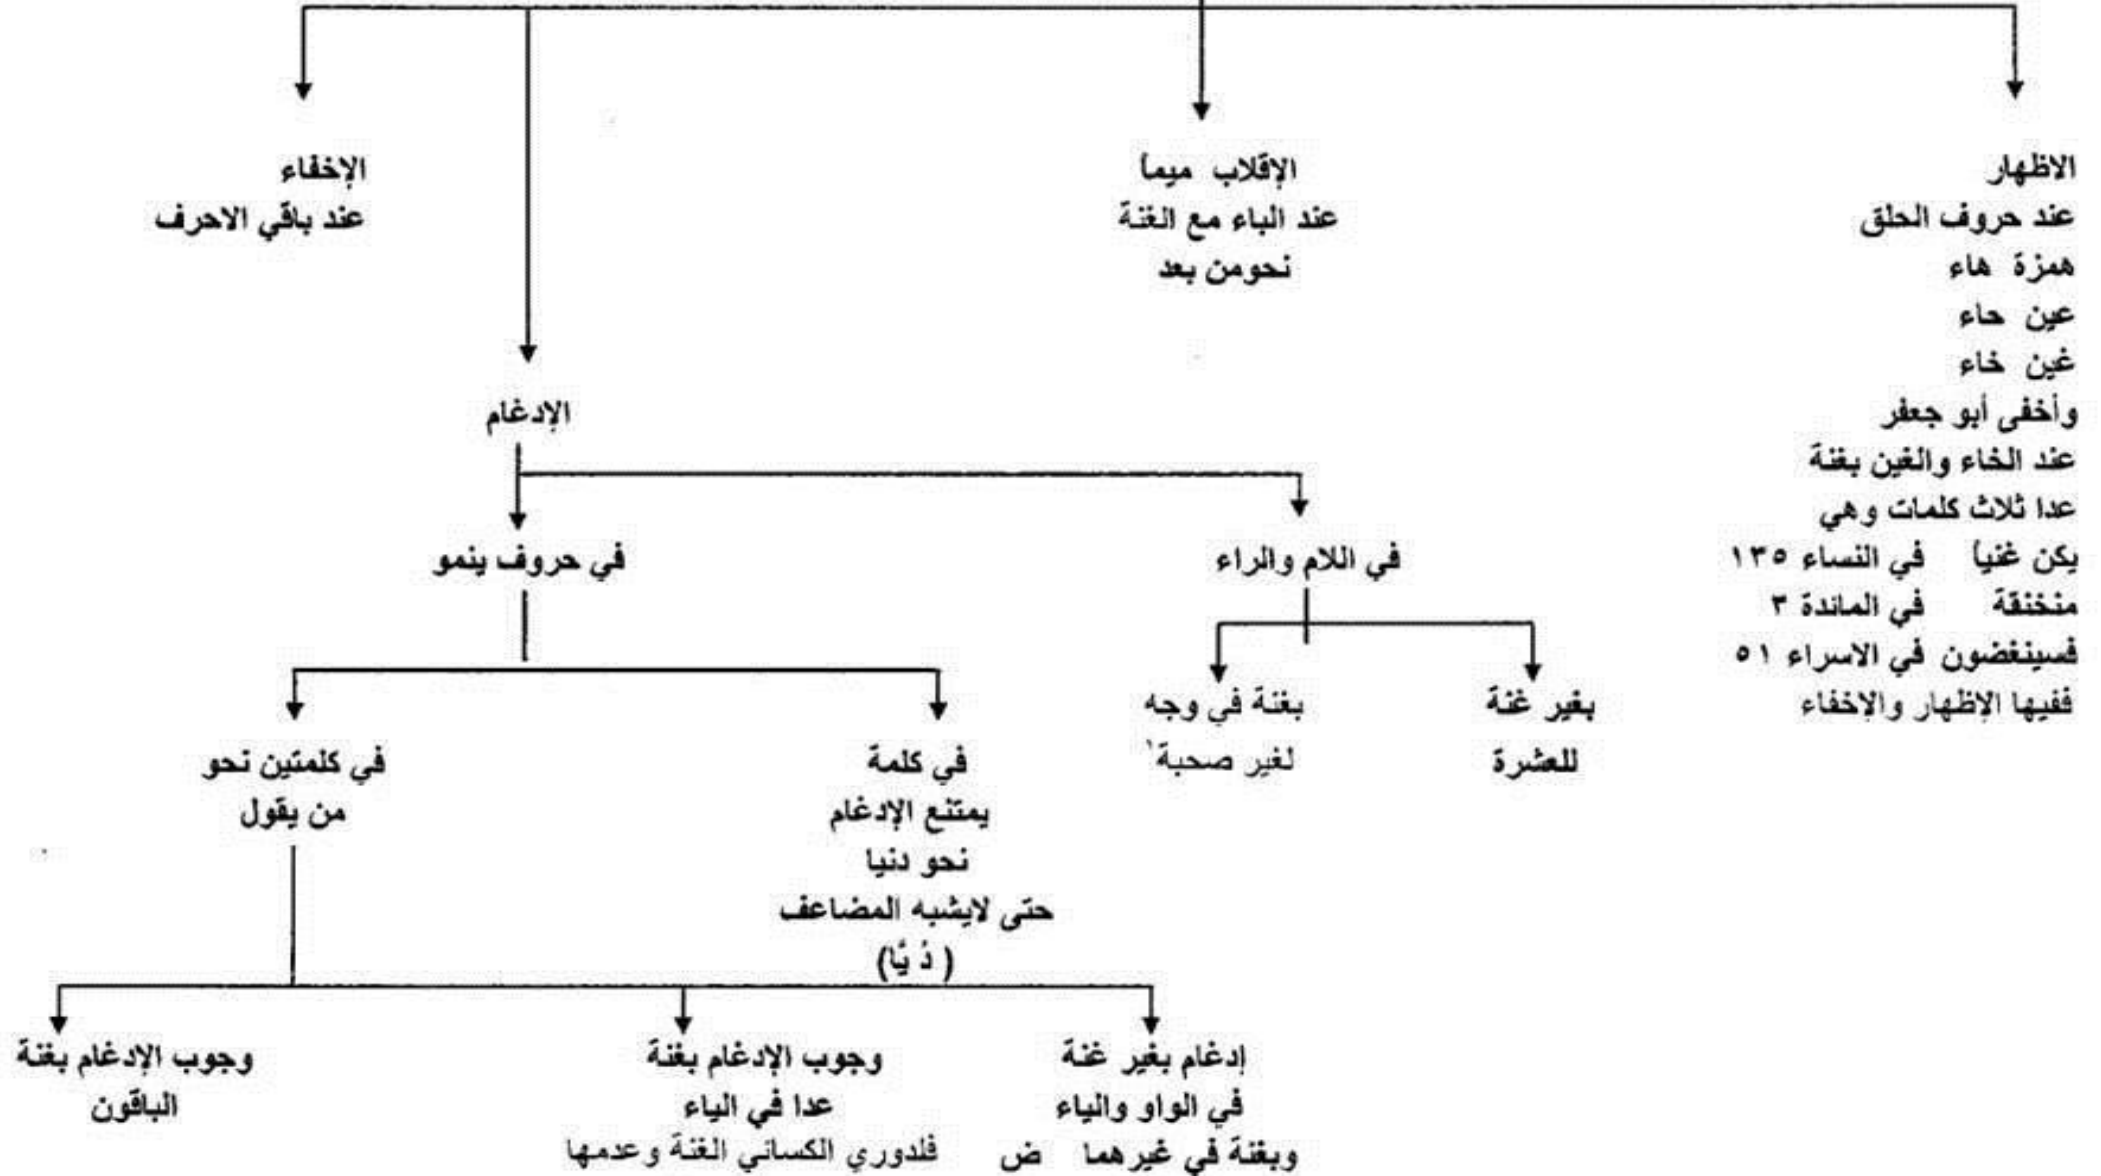 الاظهار
عند حروف الحلق
همزة هاء
عين حاء
غين خاء
وأخفى أبو جعفر
عند الخاء والغين بغنة
عدا ثلاث كلمات وهي
يكن غنياً في النساء ١٣٥
منخنقة في المائدة ٣
فسينغضون في الاسراء ٥١
ففيها الإظهار والإخفاء
الإقلاب ميماً
عند الباء مع الغنة
نحومن بعد
الإخفاء
عند باقي الاحرف
الإدغام
في اللام والراء
في حروف ينمو
بغير غنة
للعشرة
بغنة في وجه
لغير صحبة١
في كلمة
يمتنع الإدغام
نحو دنيا
حتى لايشبه المضاعف
(دُ يًّا)
في كلمتين نحو
من يقول
إدغام بغير غنة
في الواو والياء
وبغنة في غيرهما ض
وجوب الإدغام بغنة
عدا في الياء
فلدوري الكسائي الغنة وعدمها
وجوب الإدغام بغنة
الباقون